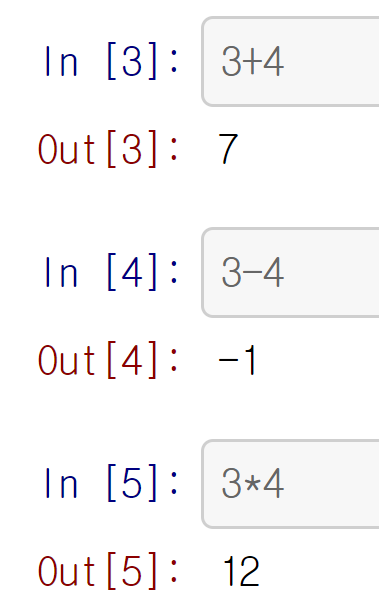 In [3]: 3+4
Out[3]: 7
In [4]: 3-4
Out[4]: -1
In [5]: 3*4
Out[5]: 12